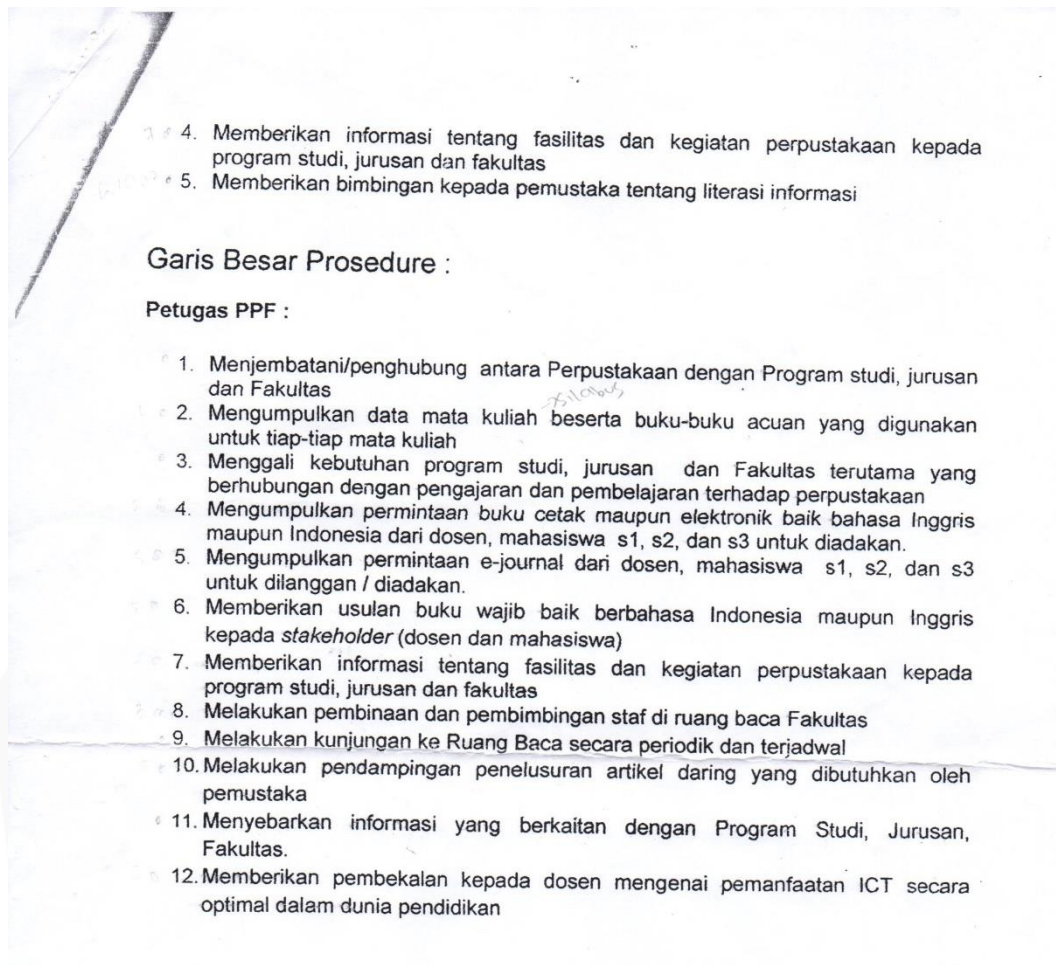 4. Memberikan informasi tentang fasilitas dan kegiatan perpustakaan kepada
program studi, jurusan dan fakultas
5. Memberikan bimbingan kepada pemustaka tentang literasi informasi
Garis Besar Prosedure :
Petugas PPF :
1. Menjembatani/penghubung antara Perpustakaan dengan Program studi, jurusan
dan Fakultas
silabus
2. Mengumpulkan data mata kuliah beserta buku-buku acuan yang digunakan
untuk tiap-tiap mata kuliah
3. Menggali kebutuhan program studi, jurusan dan Fakultas terutama yang
berhubungan dengan pengajaran dan pembelajaran terhadap perpustakaan
4. Mengumpulkan permintaan buku cetak maupun elektronik baik bahasa Inggris
maupun Indonesia dari dosen, mahasiswa s1, s2, dan s3 untuk diadakan.
5. Mengumpulkan permintaan e-journal dari dosen, mahasiswa s1, s2, dan s3
untuk dilanggan / diadakan.
6. Memberikan usulan buku wajib baik berbahasa Indonesia maupun Inggris
kepada stakeholder (dosen dan mahasiswa)
7. Memberikan informasi tentang fasilitas dan kegiatan perpustakaan kepada
program studi, jurusan dan fakultas
8. Melakukan pembinaan dan pembimbingan staf di ruang baca Fakultas
9. Melakukan kunjungan ke Ruang Baca secara periodik dan terjadwal
10. Melakukan pendampingan penelusuran artikel daring yang dibutuhkan oleh
pemustaka
11. Menyebarkan informasi yang berkaitan dengan Program Studi, Jurusan,
Fakultas.
12. Memberikan pembekalan kepada dosen mengenai pemanfaatan ICT secara
optimal dalam dunia pendidikan